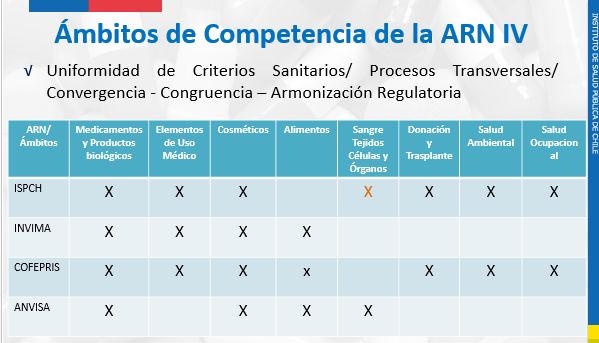 Ámbitos de Competencia de la ARN IV
√ Uniformidad de Criterios Sanitarios/ Procesos Transversales/
Convergencia - Congruencia – Armonización Regulatoria
ARN/ Ámbitos Medicamentos y Productos biológicos Elementos de Uso Médico Cosméticos Alimentos Sangre Tejidos Células y Órganos Donación y Trasplante Salud Ambiental Salud Ocupacion al
ISPCH X X X X X X X
INVIMA X X X X
COFEPRIS X X X x X X X
ANVISA X X X X
INSTITUTO DE SALUD PÚBLICA DE CHILE